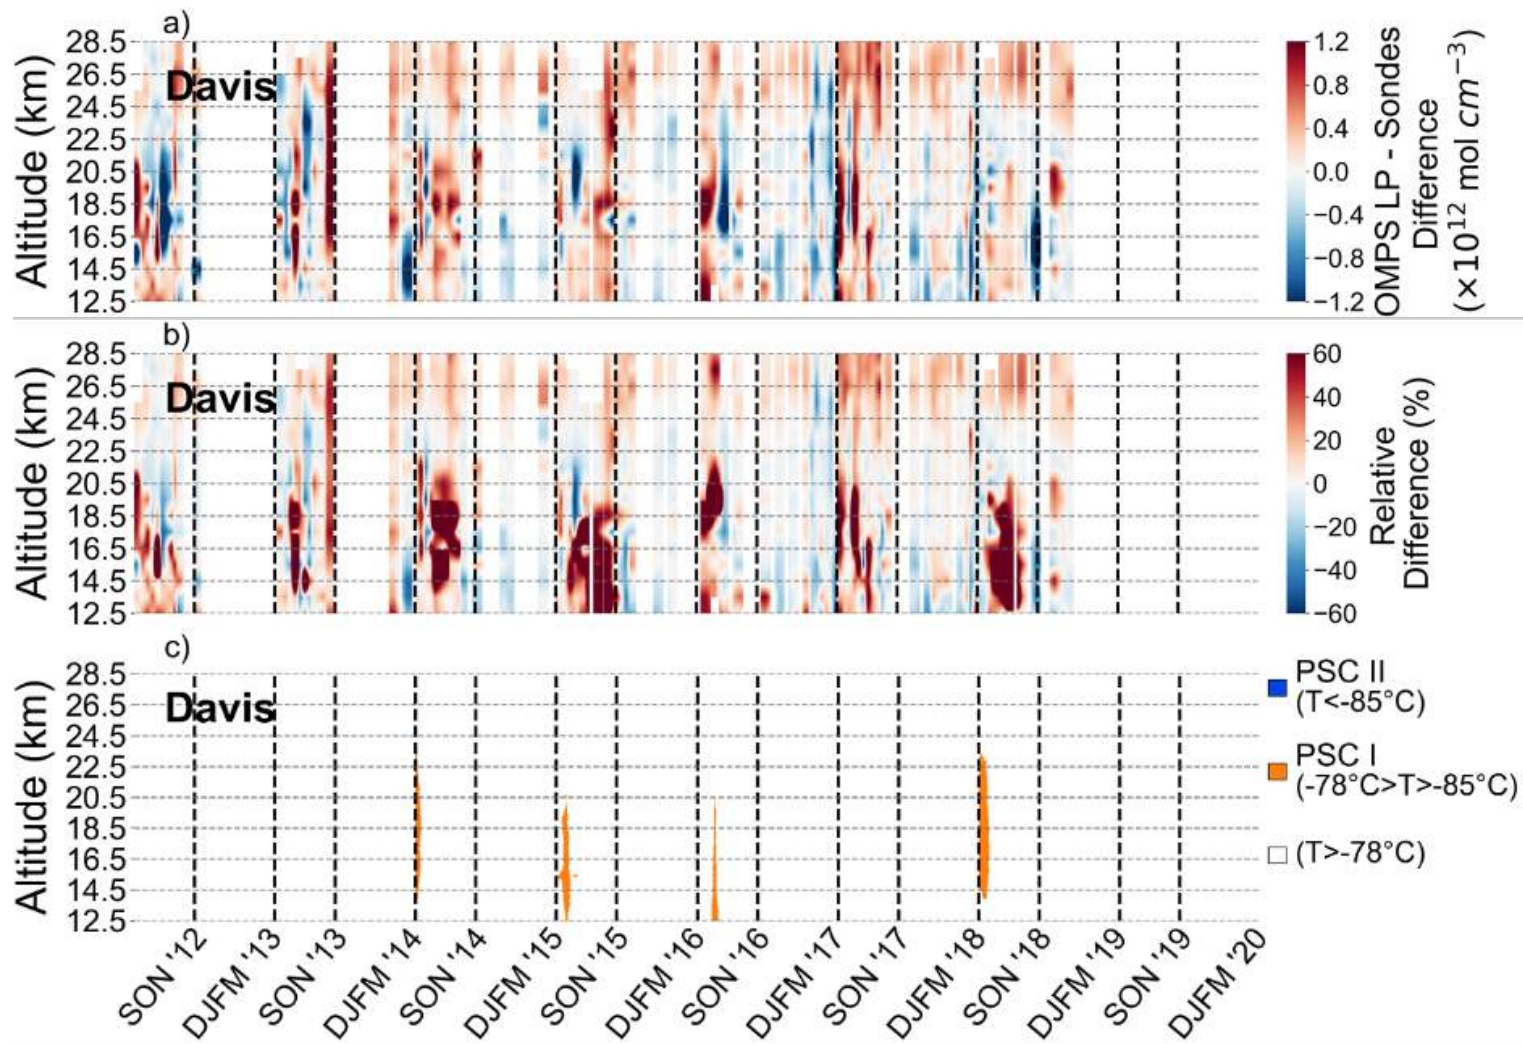 a)
Davis
Altitude (km)
28.5
26.5
24.5
22.5
20.5
18.5
16.5
14.5
12.5
1.2
0.8
0.4
0.0
−0.4
−0.8
−1.2
OMPS LP - Sondes
Difference
(×10¹² mol cm⁻³)
b)
Davis
Altitude (km)
28.5
26.5
24.5
22.5
20.5
18.5
16.5
14.5
12.5
60
40
20
0
−20
−40
−60
Relative
Difference (%)
c)
Davis
Altitude (km)
28.5
26.5
24.5
22.5
20.5
18.5
16.5
14.5
12.5
PSC II
(T<-85°C)
PSC I
(-78°C>T>-85°C)
(T>-78°C)
SON '12
DJFM '13
SON '13
DJFM '14
SON '14
DJFM '15
SON '15
DJFM '16
SON '16
DJFM '17
SON '17
DJFM '18
SON '18
DJFM '19
SON '19
DJFM '20